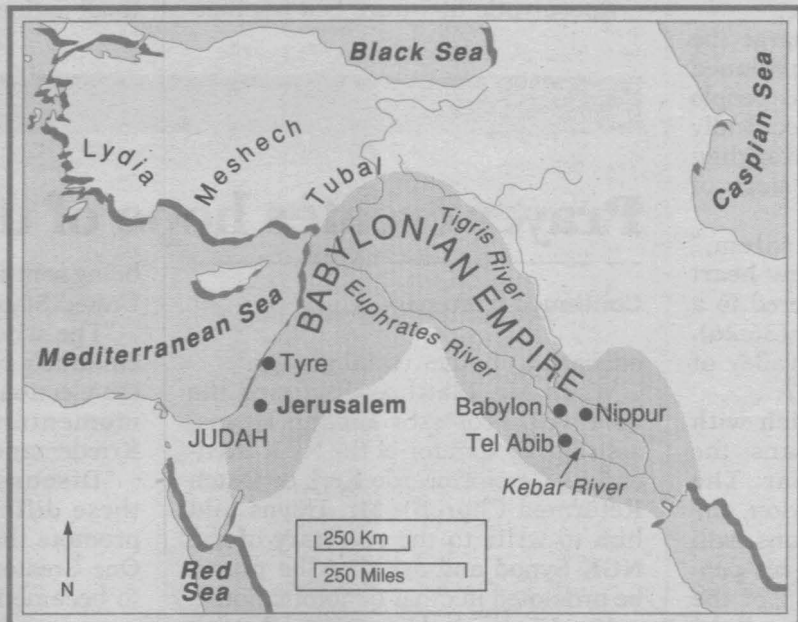 Black Sea
Caspian Sea
Lydia
Meshech
Tubay
Tigris River
BABYLONIAN EMPIRE
Euphrates River
Mediterranean Sea
Tyre
Jerusalem
JUDAH
Babylon
Nippur
Tel Abib
Kebar River
250 Km
250 Miles
N
Red
Sea